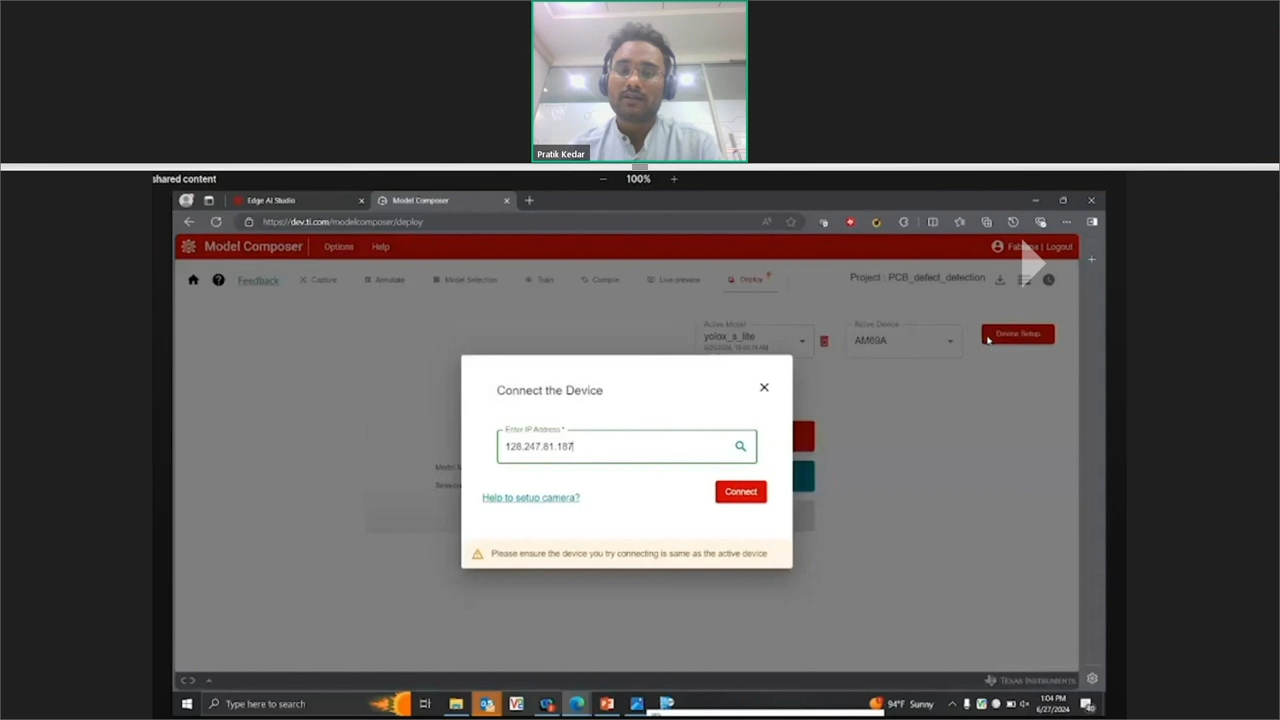 Pratik Kedar
shared content
100%
Edge AI Studio
Model Composer
https://dev.ti.com/modelcomposer/deploy
Model Composer
Options
Help
Logout
Feedback
Capture
Annotate
Model Selection
Train
Compile
Live preview
Deploy
Project : PCB_defect_detection
Active Model
yolox_s_lite
Active Device
AM69A
Device Setup
Connect the Device
Enter IP Address *
128.247.81.187
Help to setup camera?
Connect
Please ensure the device you try connecting is same as the active device
TEXAS INSTRUMENTS
Type here to search
94°F Sunny
1:04 PM
6/27/2024